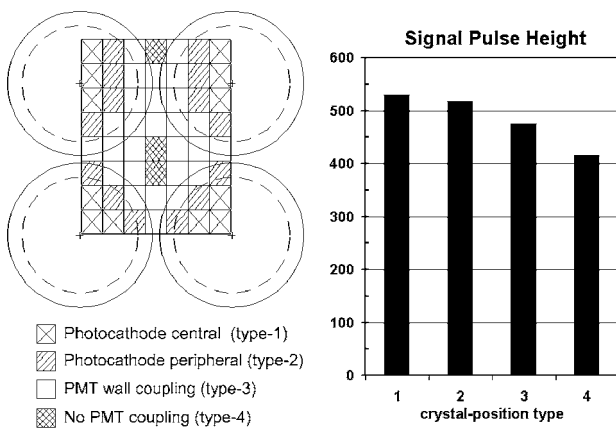 Photocathode central (type-1)
Photocathode peripheral (type-2)
PMT wall coupling (type-3)
No PMT coupling (type-4)
Signal Pulse Height
600
500
400
300
200
100
0
1 2 3 4
crystal-position type